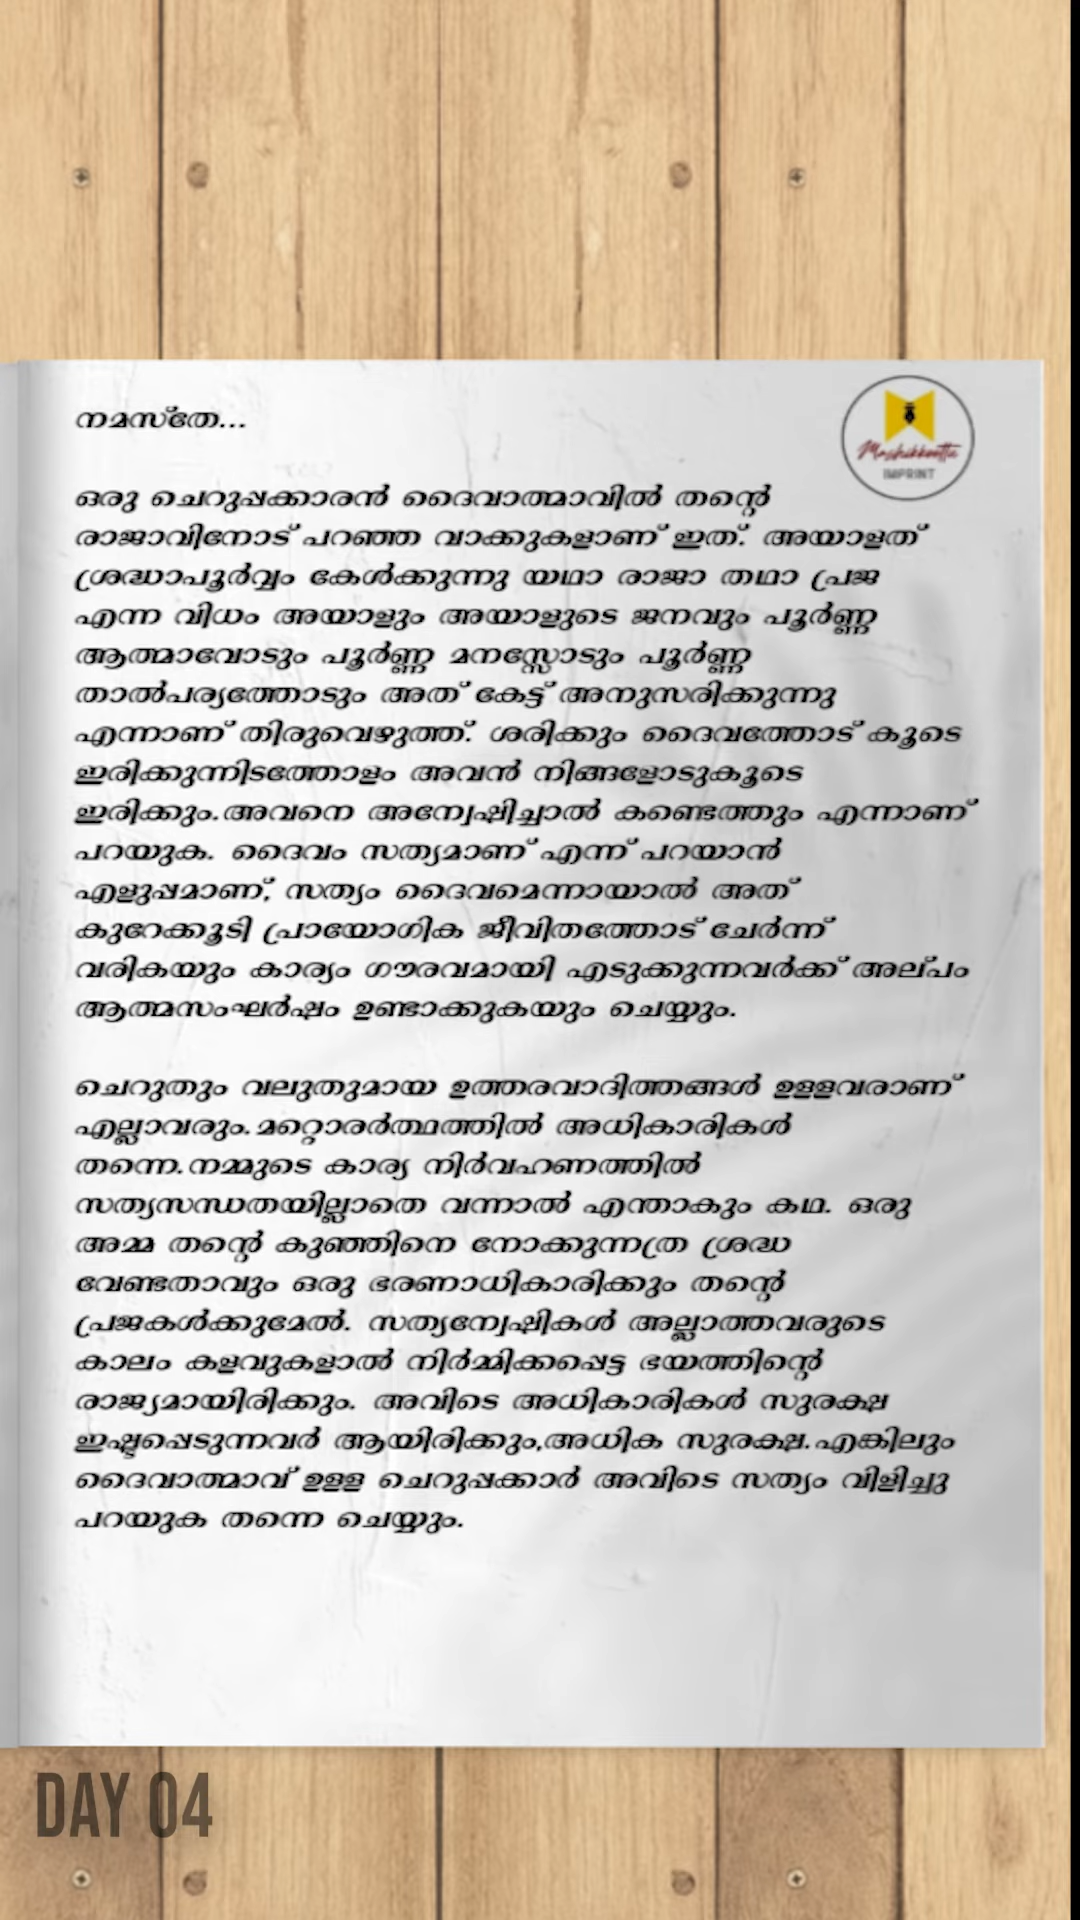 നമസ്തേ...
Mashikkoottu
IMPRINT
ഒരു ചെറുപ്പക്കാരൻ ദൈവാത്മാവിൽ തന്റെ
രാജാവിനോട് പറഞ്ഞ വാക്കുകളാണ് ഇത്. അയാളത്
ശ്രദ്ധാപൂർവ്വം കേൾക്കുന്നു യഥാ രാജാ തഥാ പ്രജ
എന്ന വിധം അയാളും അയാളുടെ ജനവും പൂർണ്ണ
ആത്മാവോടും പൂർണ്ണ മനസ്സോടും പൂർണ്ണ
താൽപര്യത്തോടും അത് കേട്ട് അനുസരിക്കുന്നു
എന്നാണ് തിരുവെഴുത്ത്. ശരിക്കും ദൈവത്തോട് കൂടെ
ഇരിക്കുന്നിടത്തോളം അവൻ നിങ്ങളോടുകൂടെ
ഇരിക്കും.അവനെ അന്വേഷിച്ചാൽ കണ്ടെത്തും എന്നാണ്
പറയുക. ദൈവം സത്യമാണ് എന്ന് പറയാൻ
എളുപ്പമാണ്, സത്യം ദൈവമെന്നായാൽ അത്
കുറേക്കൂടി പ്രായോഗിക ജീവിതത്തോട് ചേർന്ന്
വരികയും കാര്യം ഗൗരവമായി എടുക്കുന്നവർക്ക് അല്പം
ആത്മസംഘർഷം ഉണ്ടാക്കുകയും ചെയ്യും.
ചെറുതും വലുതുമായ ഉത്തരവാദിത്തങ്ങൾ ഉള്ളവരാണ്
എല്ലാവരും.മറ്റൊരർത്ഥത്തിൽ അധികാരികൾ
തന്നെ.നമ്മുടെ കാര്യ നിർവഹണത്തിൽ
സത്യസന്ധതയില്ലാതെ വന്നാൽ എന്താകും കഥ. ഒരു
അമ്മ തന്റെ കുഞ്ഞിനെ നോക്കുന്നത്ര ശ്രദ്ധ
വേണ്ടതാവും ഒരു ഭരണാധികാരിക്കും തന്റെ
പ്രജകൾക്കുമേൽ. സത്യന്വേഷികൾ അല്ലാത്തവരുടെ
കാലം കളവുകളാൽ നിർമ്മിക്കപ്പെട്ട ഭയത്തിന്റെ
രാജ്യമായിരിക്കും. അവിടെ അധികാരികൾ സുരക്ഷ
ഇഷ്ടപ്പെടുന്നവർ ആയിരിക്കും,അധിക സുരക്ഷ.എങ്കിലും
ദൈവാത്മാവ് ഉള്ള ചെറുപ്പക്കാർ അവിടെ സത്യം വിളിച്ചു
പറയുക തന്നെ ചെയ്യും.
DAY 04